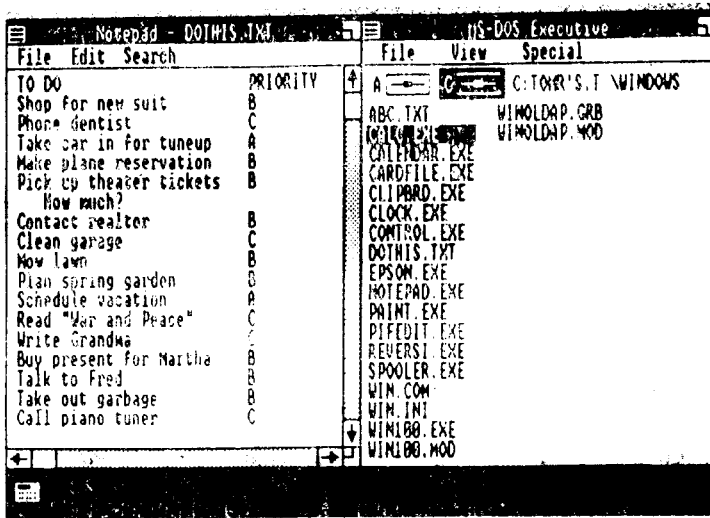 Notepad - DOTHIS.TXT
File Edit Search
TO DO PRIORITY
Shop for new suit B
Phone dentist C
Take car in for tuneup A
Make plane reservation B
Pick up theater tickets B
How much?
Contact realtor B
Clean garage C
Mow lawn B
Plan spring garden B
Schedule vacation A
Read "War and Peace" C
Write Grandma C
Buy present for Martha B
Talk to Fred B
Take out garbage B
Call piano tuner C
MS-DOS Executive
File View Special
A C C: \WINDOWS
ABC.TXT
CALC.EXE
CALENDAR.EXE
CARDFILE.EXE
CLIPBRD.EXE
CLOCK.EXE
CONTROL.EXE
DOTHIS.TXT
EPSON.EXE
NOTEPAD.EXE
PAINT.EXE
PIFEDIT.EXE
REVERSI.EXE
SPOOLER.EXE
WIN.COM
WIN.INI
WIN100.EXE
WIN100.MOD
WINOLDAP.GRB
WINOLDAP.MOD